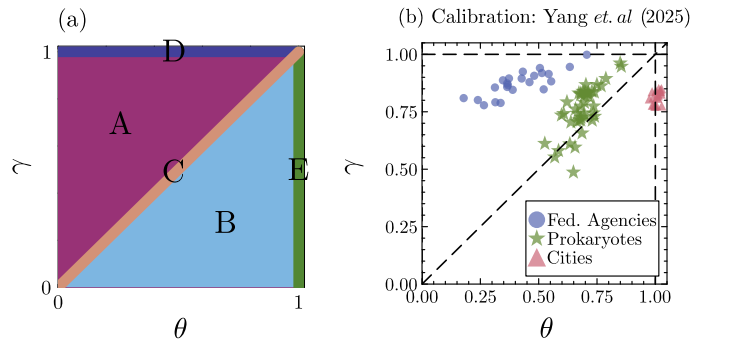 (a)
D
1
A
γ
C
E
B
0
0
1
θ
(b) Calibration: Yang et. al (2025)
1.00
0.75
γ
0.50
0.25
Fed. Agencies
Prokaryotes
Cities
0.00
0.00 0.25 0.50 0.75 1.00
θ